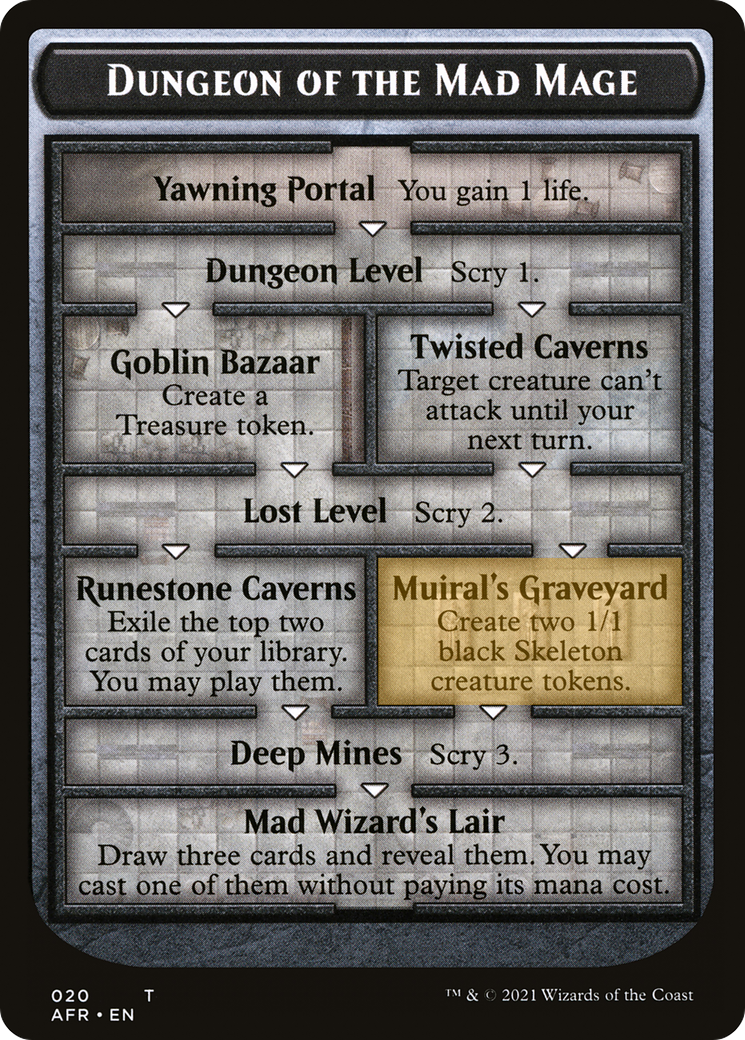 Dungeon of the Mad Mage
Yawning Portal You gain 1 life.
Dungeon Level Scry 1.
Goblin Bazaar
Create a
Treasure token.
Twisted Caverns
Target creature can't
attack until your
next turn.
Lost Level Scry 2.
Runestone Caverns
Exile the top two
cards of your library.
You may play them.
Muiral's Graveyard
Create two 1/1
black Skeleton
creature tokens.
Deep Mines Scry 3.
Mad Wizard's Lair
Draw three cards and reveal them. You may
cast one of them without paying its mana cost.
020 T
AFR • EN
™ & © 2021 Wizards of the Coast